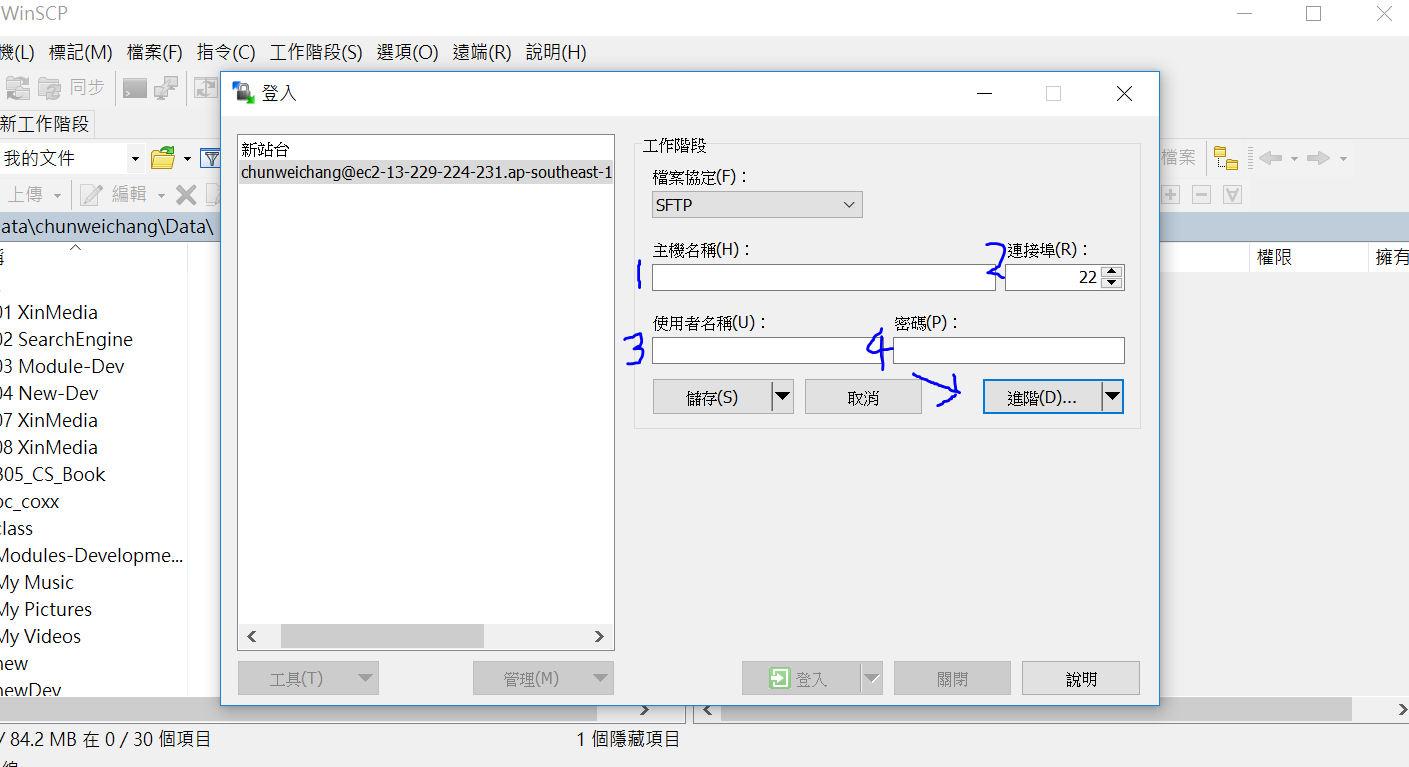 WinSCP
機(L) 標記(M) 檔案(F) 指令(C) 工作階段(S) 選項(O) 遠端(R) 說明(H)
同步
新工作階段
我的文件
上傳 編輯
ata\chunweichang\Data\
01 XinMedia
02 SearchEngine
03 Module-Dev
04 New-Dev
07 XinMedia
08 XinMedia
305_CS_Book
oc_coxx
class
Modules-Developme...
My Music
My Pictures
My Videos
new
newDev
/ 84.2 MB 在 0 / 30 個項目
登入
新站台
chunweichang@ec2-13-229-224-231.ap-southeast-1
工具(T) 管理(M)
工作階段
檔案協定(F)：
SFTP
主機名稱(H)： 2 連接埠(R)：
1 22
使用者名稱(U)： 密碼(P)：
3 4
儲存(S) 取消 進階(D)...
登入 關閉 說明
檔案
權限 擁有
1 個隱藏項目